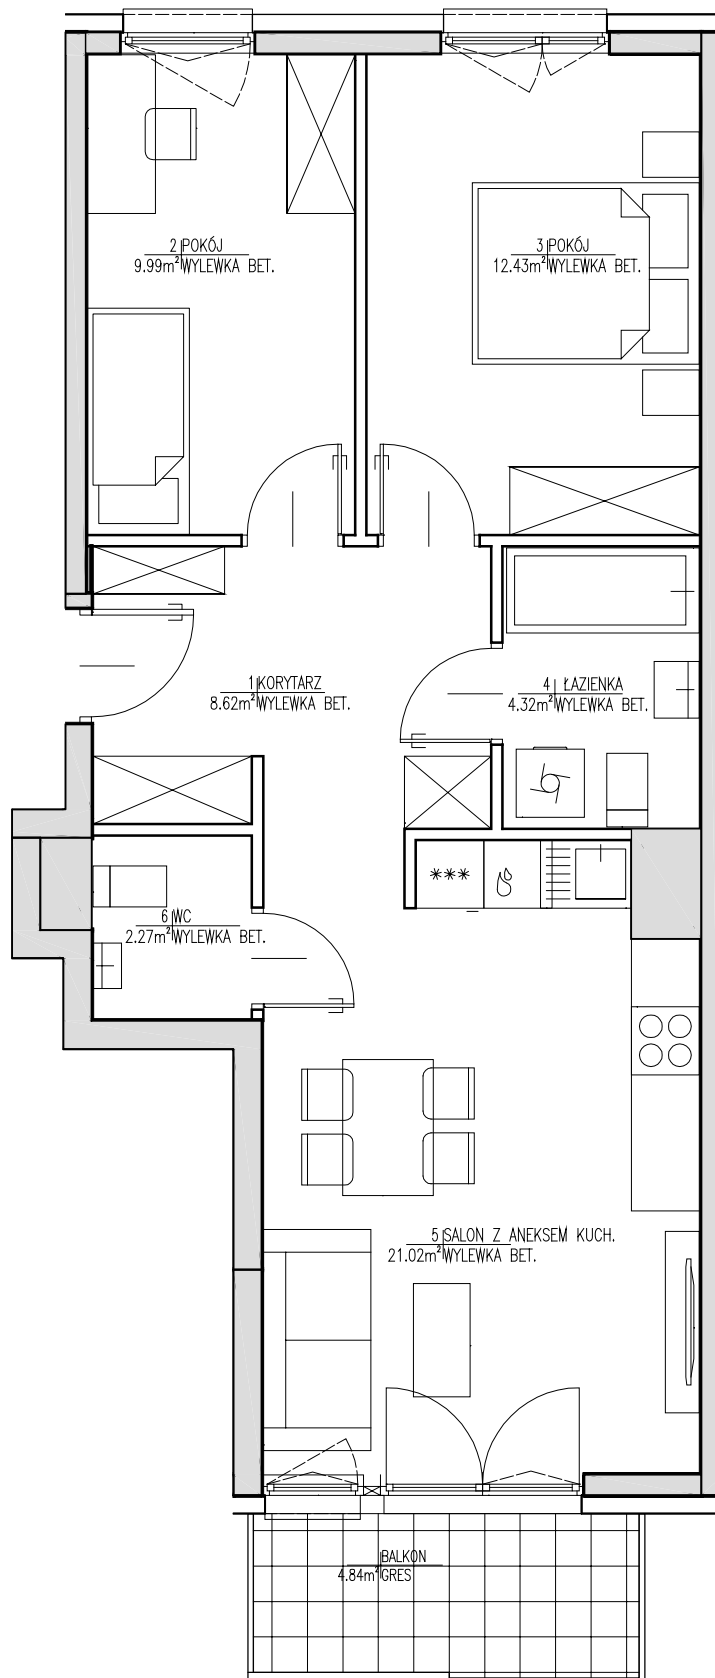 2 POKÓJ
9.99m² WYLEWKA BET.
3 POKÓJ
12.43m² WYLEWKA BET.
1 KORYTARZ
8.62m² WYLEWKA BET.
4 ŁAZIENKA
4.32m² WYLEWKA BET.
***
6 WC
2.27m² WYLEWKA BET.
5 SALON Z ANEKSEM KUCH.
21.02m² WYLEWKA BET.
BALKON
4.84m² GRES